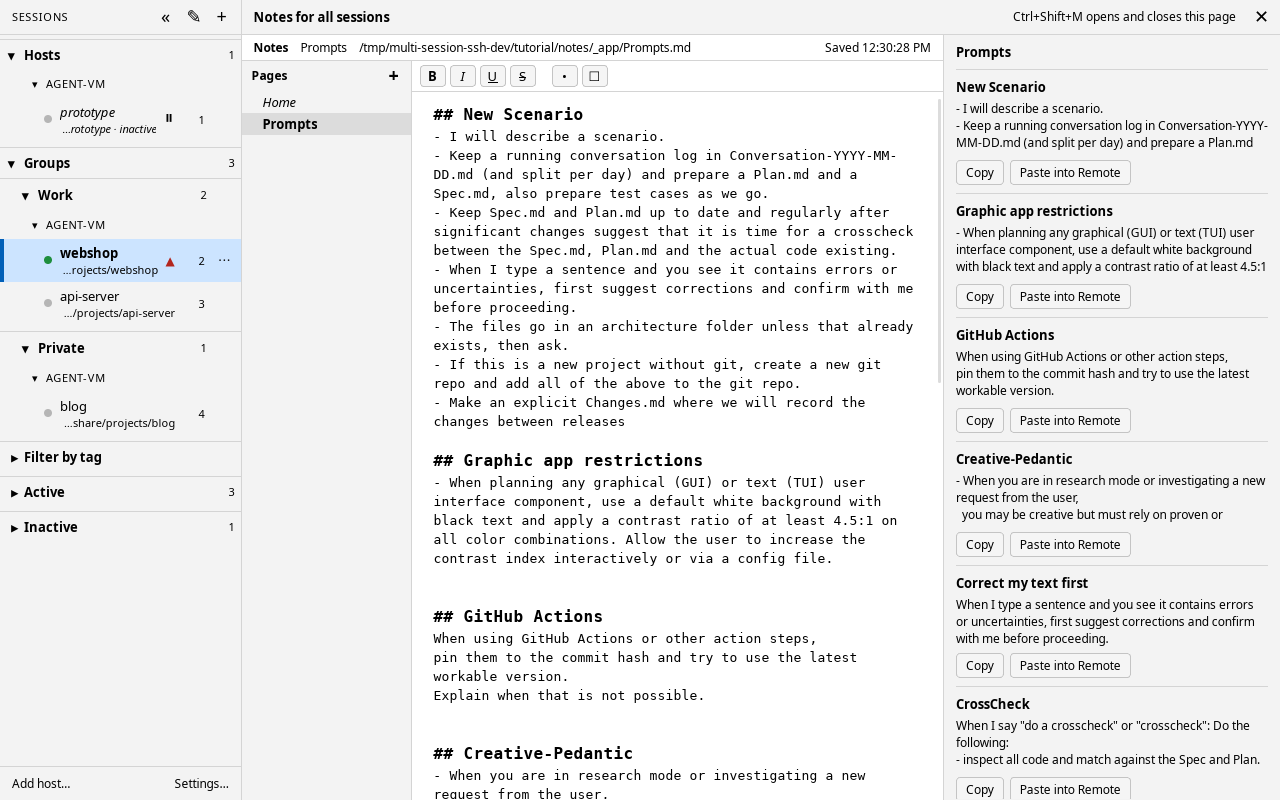 SESSIONS « ✎ +
▼ Hosts 1
▼ AGENT-VM
prototype
...rototype · inactive ⏸ 1
▼ Groups 3
▼ Work 2
▼ AGENT-VM
webshop
...rojects/webshop ▲ 2 ...
api-server
.../projects/api-server 3
▼ Private 1
▼ AGENT-VM
blog
...share/projects/blog 4
▶ Filter by tag
▶ Active 3
▶ Inactive 1
Add host... Settings...
Notes for all sessions Ctrl+Shift+M opens and closes this page ✕
Notes Prompts /tmp/multi-session-ssh-dev/tutorial/notes/_app/Prompts.md Saved 12:30:28 PM
Pages +
Home
Prompts
B I U S • ☐
## New Scenario
- I will describe a scenario.
- Keep a running conversation log in Conversation-YYYY-MM-
DD.md (and split per day) and prepare a Plan.md and a
Spec.md, also prepare test cases as we go.
- Keep Spec.md and Plan.md up to date and regularly after
significant changes suggest that it is time for a crosscheck
between the Spec.md, Plan.md and the actual code existing.
- When I type a sentence and you see it contains errors or
uncertainties, first suggest corrections and confirm with me
before proceeding.
- The files go in an architecture folder unless that already
exists, then ask.
- If this is a new project without git, create a new git
repo and add all of the above to the git repo.
- Make an explicit Changes.md where we will record the
changes between releases
## Graphic app restrictions
- When planning any graphical (GUI) or text (TUI) user
interface component, use a default white background with
black text and apply a contrast ratio of at least 4.5:1 on
all color combinations. Allow the user to increase the
contrast index interactively or via a config file.
## GitHub Actions
When using GitHub Actions or other action steps,
pin them to the commit hash and try to use the latest
workable version.
Explain when that is not possible.
## Creative-Pedantic
- When you are in research mode or investigating a new
request from the user,
Prompts
New Scenario
- I will describe a scenario.
- Keep a running conversation log in Conversation-YYYY-
MM-DD.md (and split per day) and prepare a Plan.md
Copy Paste into Remote
Graphic app restrictions
- When planning any graphical (GUI) or text (TUI) user
interface component, use a default white background
with black text and apply a contrast ratio of at least 4.5:1
Copy Paste into Remote
GitHub Actions
When using GitHub Actions or other action steps,
pin them to the commit hash and try to use the latest
workable version.
Copy Paste into Remote
Creative-Pedantic
- When you are in research mode or investigating a new
request from the user,
you may be creative but must rely on proven or
Copy Paste into Remote
Correct my text first
When I type a sentence and you see it contains errors
or uncertainties, first suggest corrections and confirm
with me before proceeding.
Copy Paste into Remote
CrossCheck
When I say "do a crosscheck" or "crosscheck": Do the
following:
- inspect all code and match against the Spec and Plan.
Copy Paste into Remote